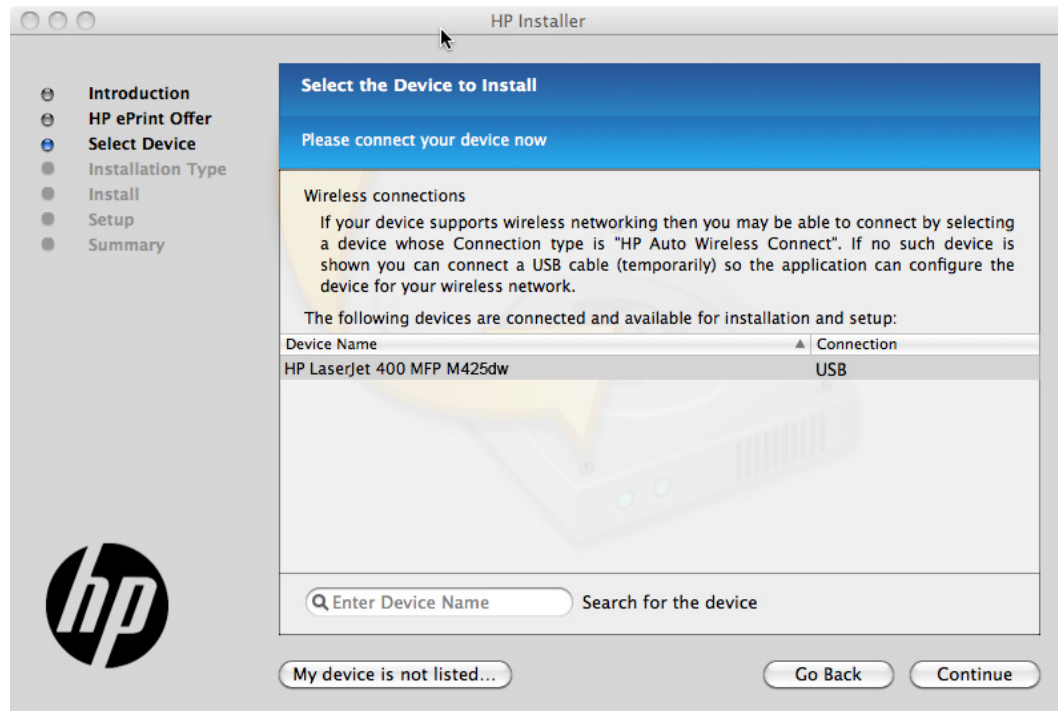 HP Installer
Introduction
HP ePrint Offer
Select Device
Installation Type
Install
Setup
Summary
hp
Select the Device to Install
Please connect your device now
Wireless connections
If your device supports wireless networking then you may be able to connect by selecting
a device whose Connection type is "HP Auto Wireless Connect". If no such device is
shown you can connect a USB cable (temporarily) so the application can configure the
device for your wireless network.
The following devices are connected and available for installation and setup:
Device Name Connection
HP LaserJet 400 MFP M425dw USB
Enter Device Name Search for the device
My device is not listed... Go Back Continue